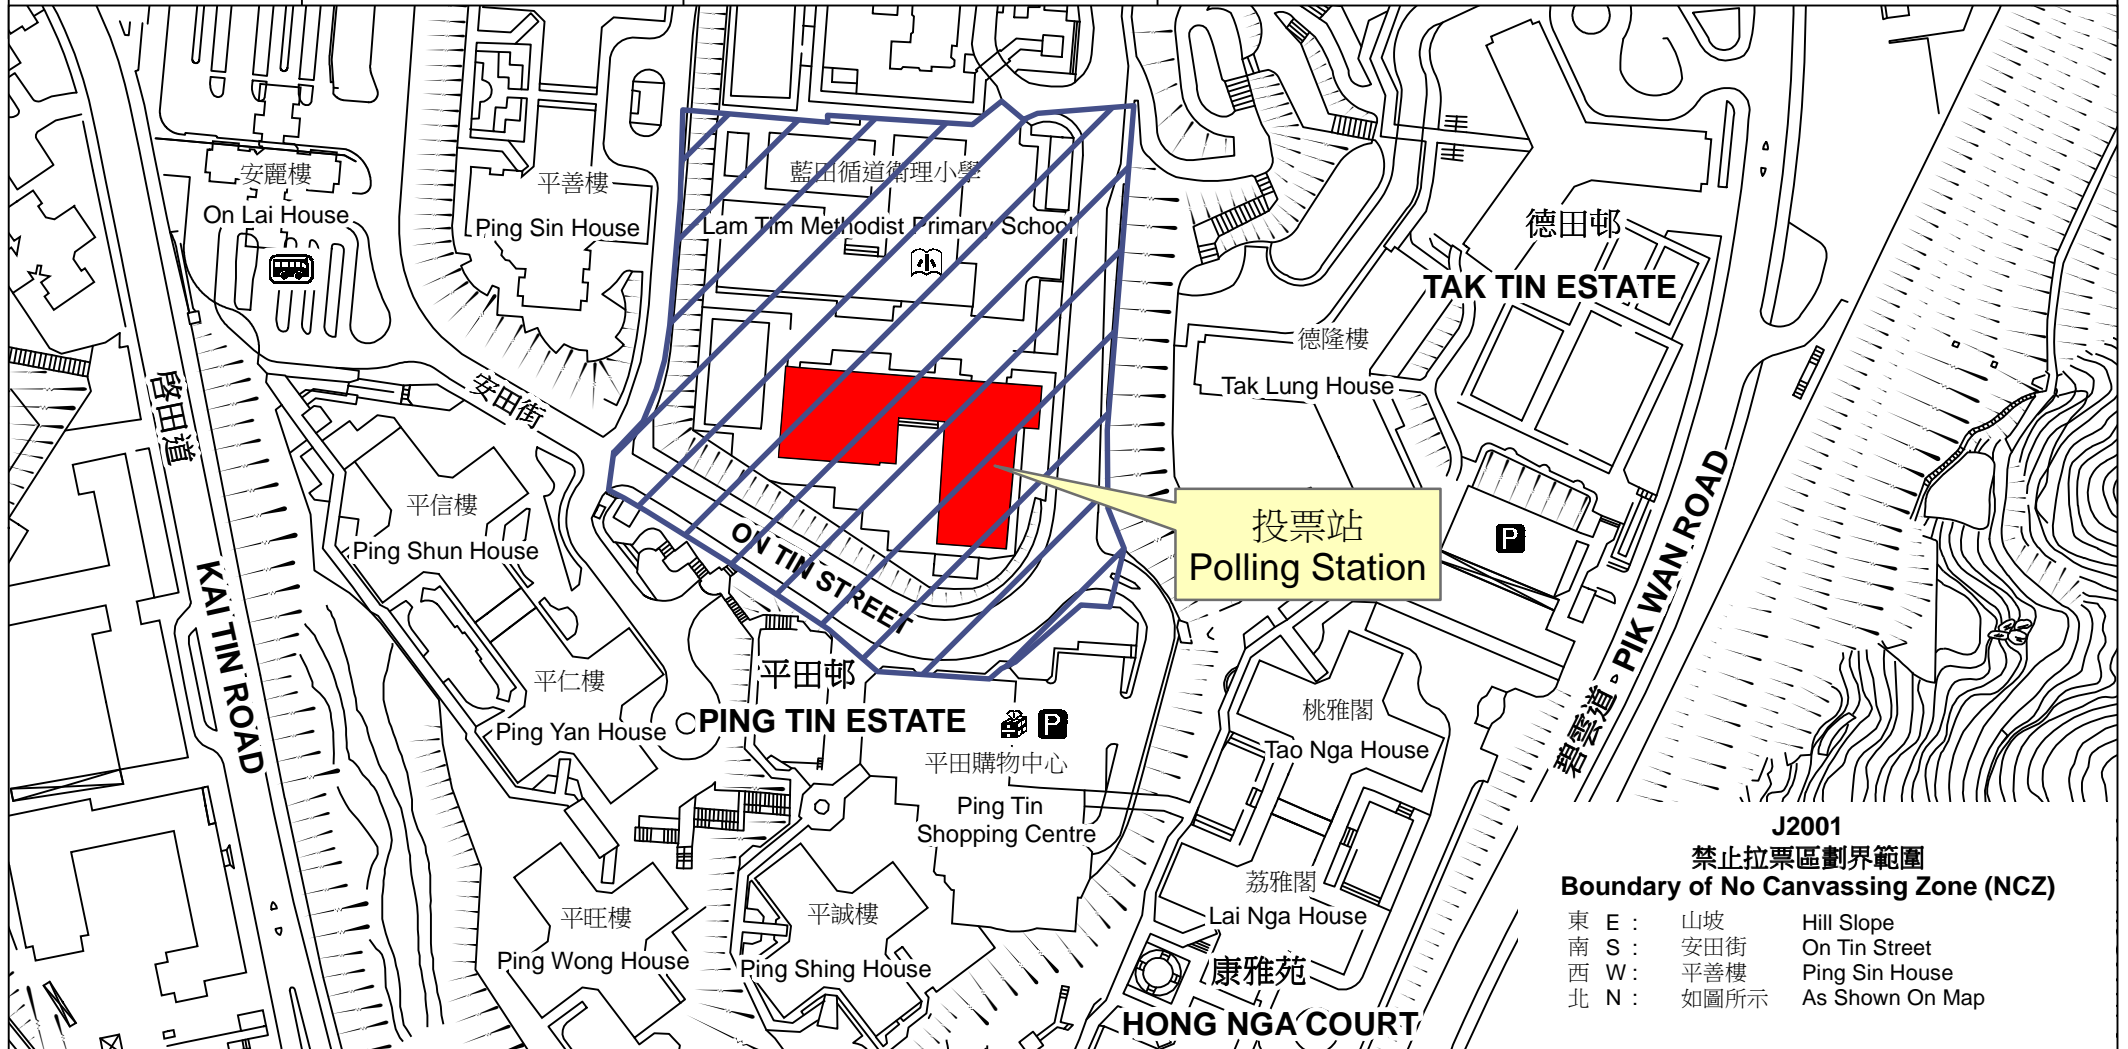 安麗樓
On Lai House
平善樓
Ping Sin House
藍田循道衛理小學
Lam Tim Methodist Primary School
德田邨
TAK TIN ESTATE
德隆樓
Tak Lung House
啓田道
KAI TIN ROAD
安田街
ON TIN STREET
平信樓
Ping Shun House
投票站
Polling Station
P
碧雲道
PIK WAN ROAD
平仁樓
Ping Yan House
平田邨
PING TIN ESTATE
P
平田購物中心
Ping Tin
Shopping Centre
桃雅閣
Tao Nga House
平旺樓
Ping Wong House
平誠樓
Ping Shing House
荔雅閣
Lai Nga House
康雅苑
HONG NGA COURT
J2001
禁止拉票區劃界範圍
Boundary of No Canvassing Zone (NCZ)
東 E : 山坡 Hill Slope
南 S : 安田街 On Tin Street
西 W : 平善樓 Ping Sin House
北 N : 如圖所示 As Shown On Map